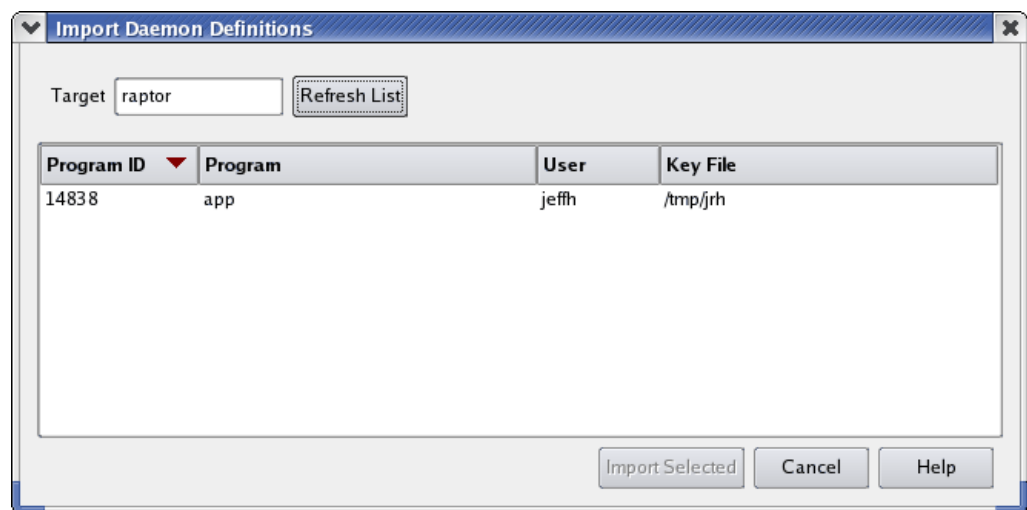 Import Daemon Definitions
Target raptor Refresh List
Program ID Program User Key File
14838 app jeffh /tmp/jrh
Import Selected Cancel Help